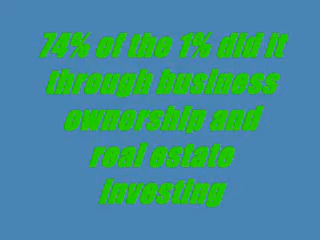 74% of the 1% did it
through business
ownership and
real estate
investing